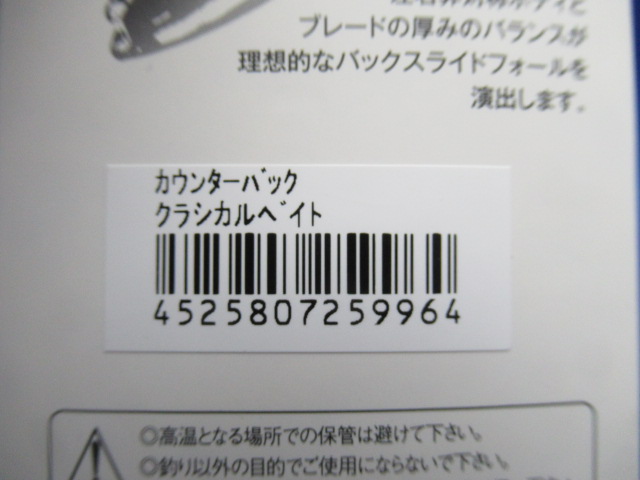 ブレードの厚みのバランスが
理想的なバックスライドフォールを
演出します。
カウンターバック
クラシカルベイト
4525807259964
◎高温となる場所での保管は避けて下さい。
◎釣り以外の目的でご使用にならないで下さい。